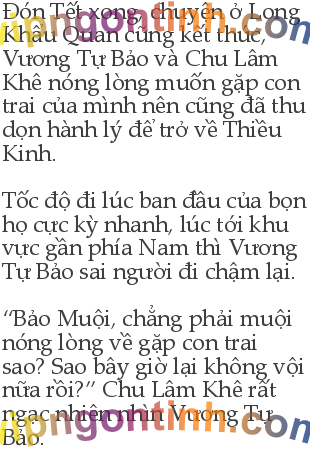 Đón Tết xong, chuyện ở Long
Khâu Quan cũng kết thúc,
Vương Tự Bảo và Chu Lâm
Khê nóng lòng muốn gặp con
trai của mình nên cũng đã thu
dọn hành lý để trở về Thiều
Kinh.
Tốc độ đi lúc ban đầu của bọn
họ cực kỳ nhanh, lúc tới khu
vực gần phía Nam thì Vương
Tự Bảo sai người đi chậm lại.
“Bảo Muội, chẳng phải muội
nóng lòng về gặp con trai
sao? Sao bây giờ lại không vội
nữa rồi?” Chu Lâm Khê rất
ngạc nhiên nhìn Vương Tự
Bảo.
vipngontinh.com
vipngontinh.com